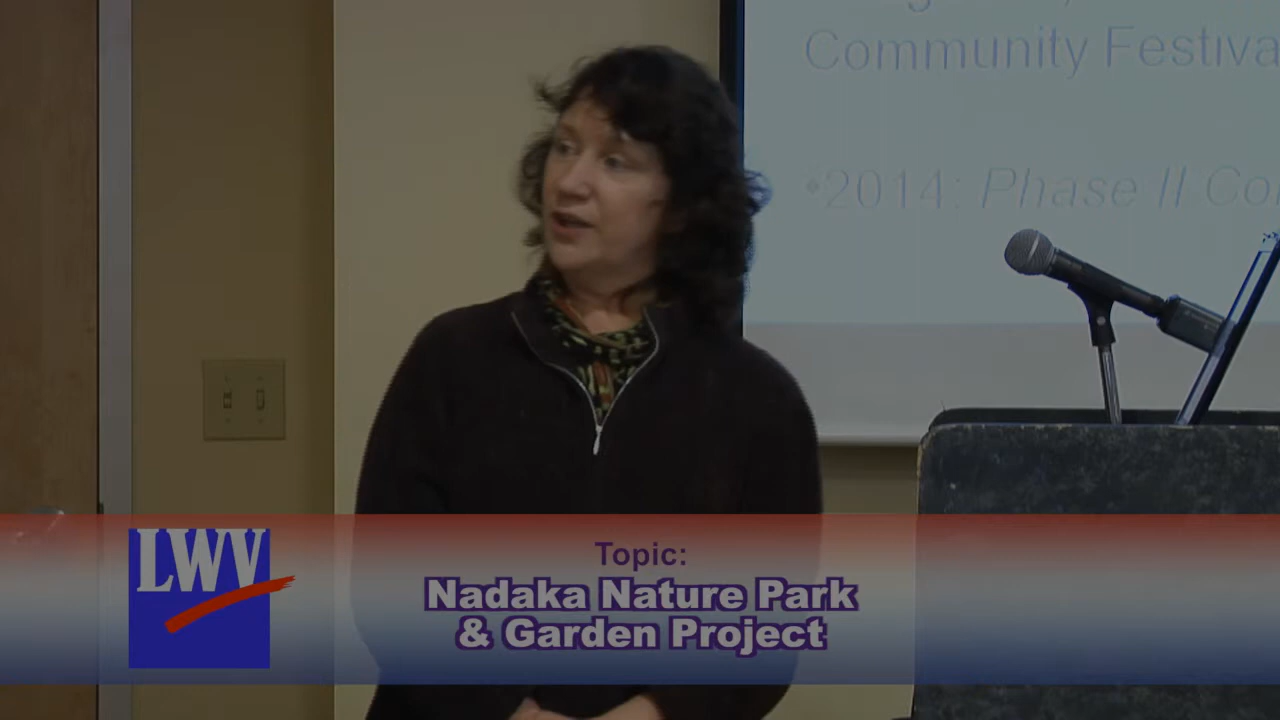 Community Festiva
•2014: Phase II Co
LWV
Topic:
Nadaka Nature Park
& Garden Project